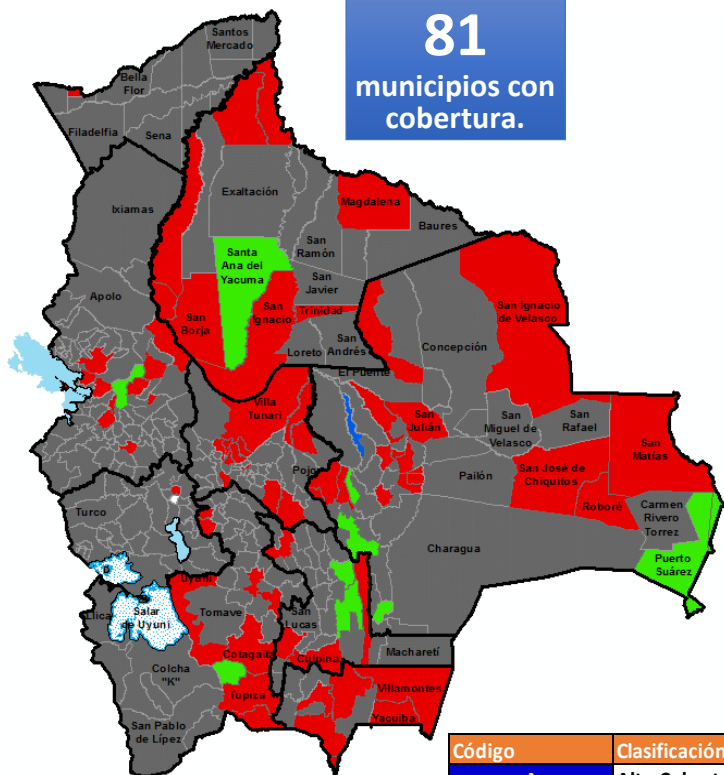 81
municipios con
cobertura.
Santos
Mercado
Bella
Flor
Filadelfia
Sena
Ixiamas
Exaltación
Magdalena
Baures
Santa
Ana del
Yacuma
San
Ramón
San
Javier
Apolo
San
Borja
San
Ignacio
Trinidad
San Ignacio
de Velasco
Loreto
San
Andrés
Concepción
El Puente
Villa
Tunari
San
Julián
San
Miguel de
Velasco
San
Rafael
San
Matías
Pojo
Pailón
San José de
Chiquitos
Roboré
Carmen
Rivero
Torrez
Turco
Charagua
Puerto
Suárez
Uyuni
Llica
Salar
de Uyuni
Tomave
San
Lucas
Machareti
Cotagaita
Culpina
Colcha
"K"
Tupiza
Villamontes
Yacuiba
San Pablo
de Lípez
Código
Clasificación